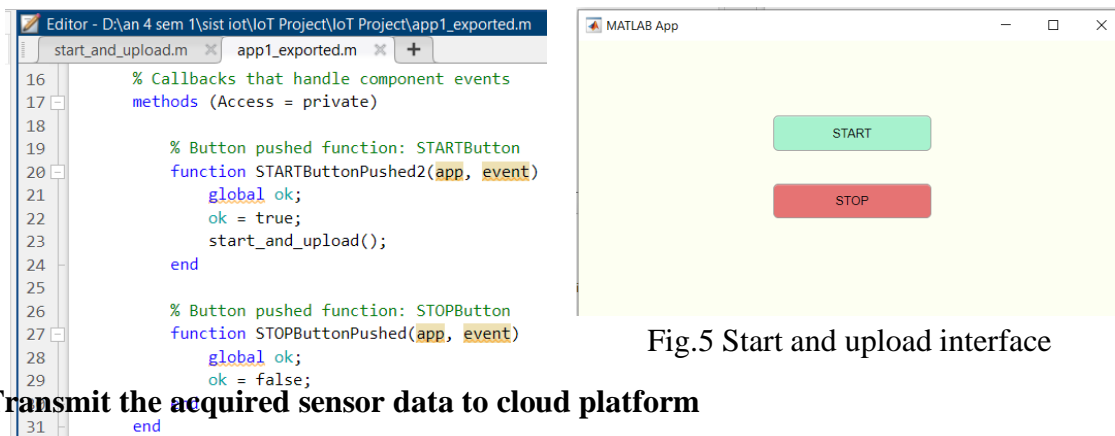 Editor - D:\an 4 sem 1\sist iot\IoT Project\IoT Project\app1_exported.m
start_and_upload.m × app1_exported.m × +
16 % Callbacks that handle component events
17 methods (Access = private)
18
19 % Button pushed function: STARTButton
20 function STARTButtonPushed2(app, event)
21 global ok;
22 ok = true;
23 start_and_upload();
24 end
25
26 % Button pushed function: STOPButton
27 function STOPButtonPushed(app, event)
28 global ok;
29 ok = false;
30 end
31 end
MATLAB App
START
STOP
Fig.5 Start and upload interface
Transmit the acquired sensor data to cloud platform